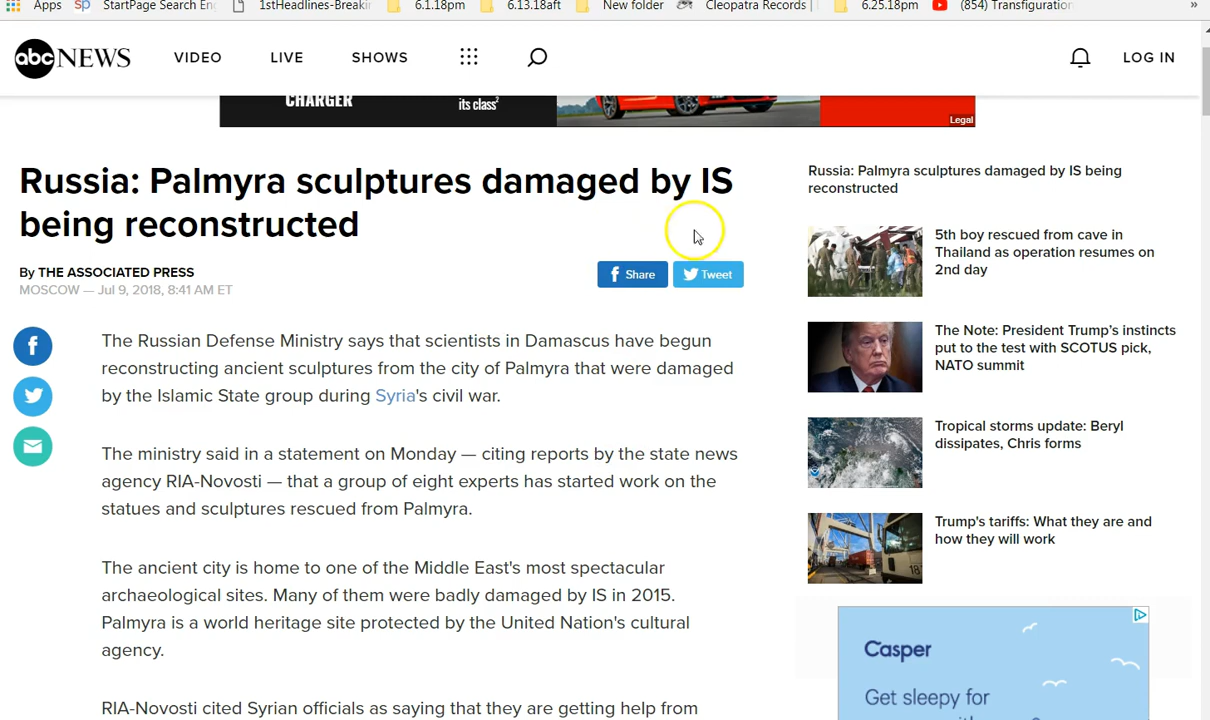 Apps
StartPage Search En
1stHeadlines-Breaki
6.1.18pm
6.13.18aft
New folder
Cleopatra Records |
6.25.18pm
(854) Transfiguratio
»
abc NEWS
VIDEO
LIVE
SHOWS
LOG IN
CHARGER
its class²
Legal
Russia: Palmyra sculptures damaged by IS
being reconstructed
By THE ASSOCIATED PRESS
MOSCOW — Jul 9, 2018, 8:41 AM ET
Share
Tweet
The Russian Defense Ministry says that scientists in Damascus have begun
reconstructing ancient sculptures from the city of Palmyra that were damaged
by the Islamic State group during Syria's civil war.
The ministry said in a statement on Monday — citing reports by the state news
agency RIA-Novosti — that a group of eight experts has started work on the
statues and sculptures rescued from Palmyra.
The ancient city is home to one of the Middle East's most spectacular
archaeological sites. Many of them were badly damaged by IS in 2015.
Palmyra is a world heritage site protected by the United Nation's cultural
agency.
RIA-Novosti cited Syrian officials as saying that they are getting help from
Russia: Palmyra sculptures damaged by IS being
reconstructed
5th boy rescued from cave in
Thailand as operation resumes on
2nd day
The Note: President Trump's instincts
put to the test with SCOTUS pick,
NATO summit
Tropical storms update: Beryl
dissipates, Chris forms
Trump's tariffs: What they are and
how they will work
18
Casper
Get sleepy for